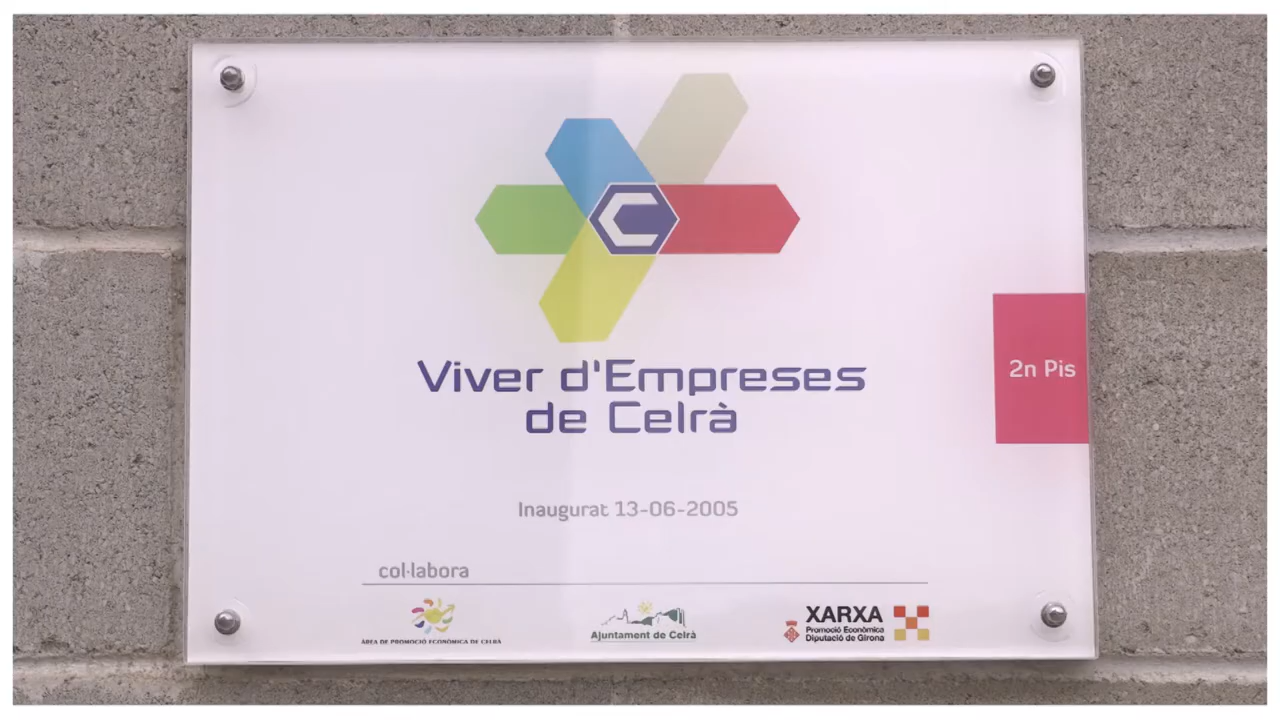 C
Viver d'Empreses
de Celrà
2n Pis
Inaugurat 13-06-2005
col·labora
ÀREA DE PROMOCIÓ ECONÒMICA DE CELRÀ
Ajuntament de Celrà
XARXA
Promoció Econòmica
Diputació de Girona